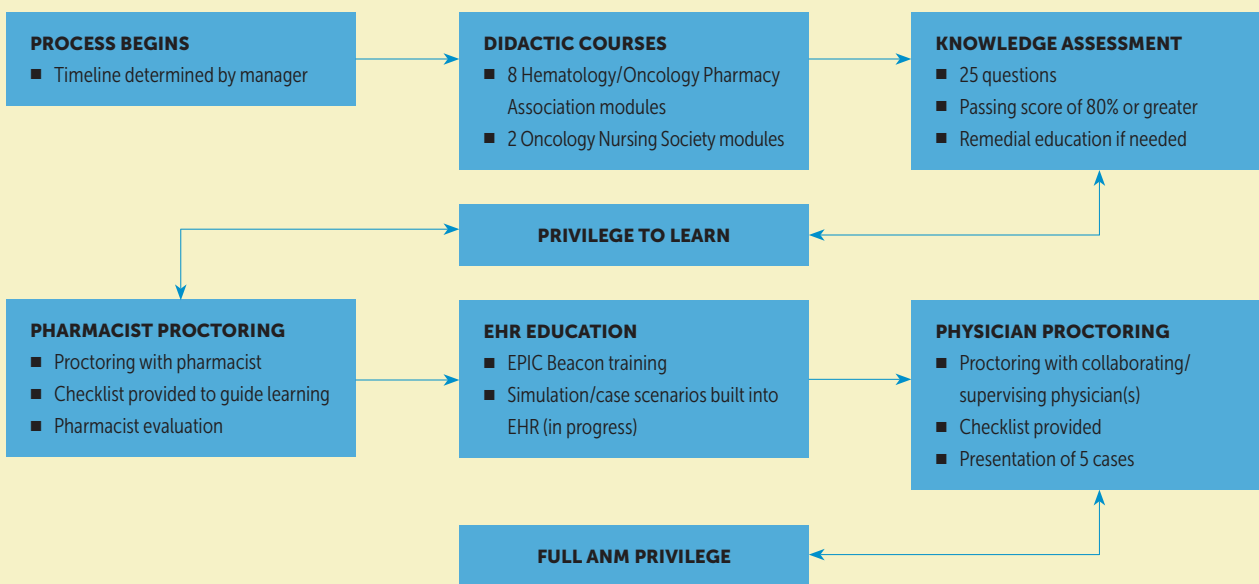 PROCESS BEGINS
■ Timeline determined by manager
DIDACTIC COURSES
■ 8 Hematology/Oncology Pharmacy
Association modules
■ 2 Oncology Nursing Society modules
KNOWLEDGE ASSESSMENT
■ 25 questions
■ Passing score of 80% or greater
■ Remedial education if needed
PRIVILEGE TO LEARN
PHARMACIST PROCTORING
■ Proctoring with pharmacist
■ Checklist provided to guide learning
■ Pharmacist evaluation
EHR EDUCATION
■ EPIC Beacon training
■ Simulation/case scenarios built into
EHR (in progress)
PHYSICIAN PROCTORING
■ Proctoring with collaborating/
supervising physician(s)
■ Checklist provided
■ Presentation of 5 cases
FULL ANM PRIVILEGE